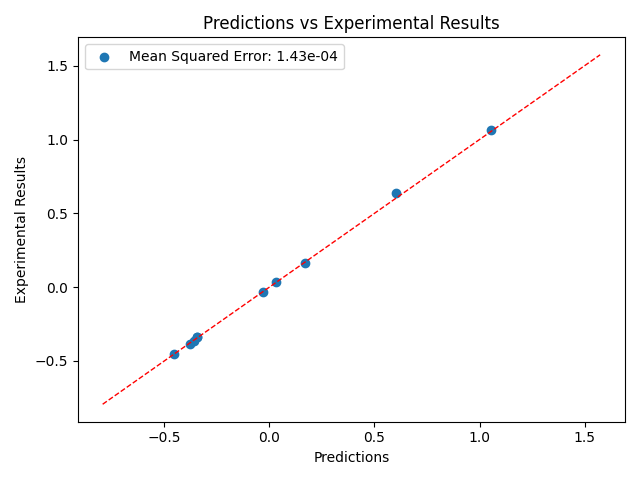 Predictions vs Experimental Results
Mean Squared Error: 1.43e-04
Experimental Results
1.5
1.0
0.5
0.0
−0.5
−0.5
0.0
0.5
1.0
1.5
Predictions